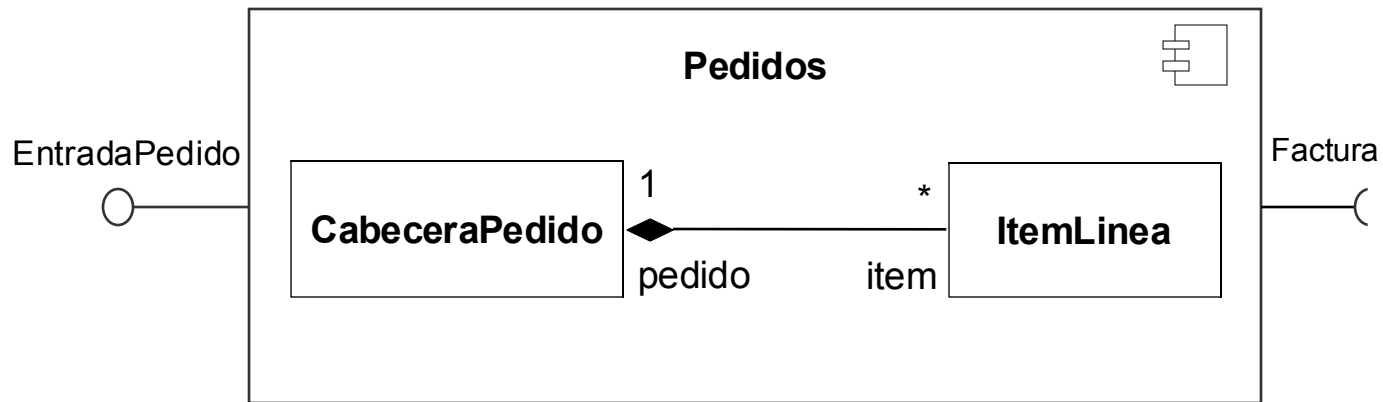 Pedidos
EntradaPedido
Factura
CabeceraPedido
1
*
ItemLinea
pedido
item